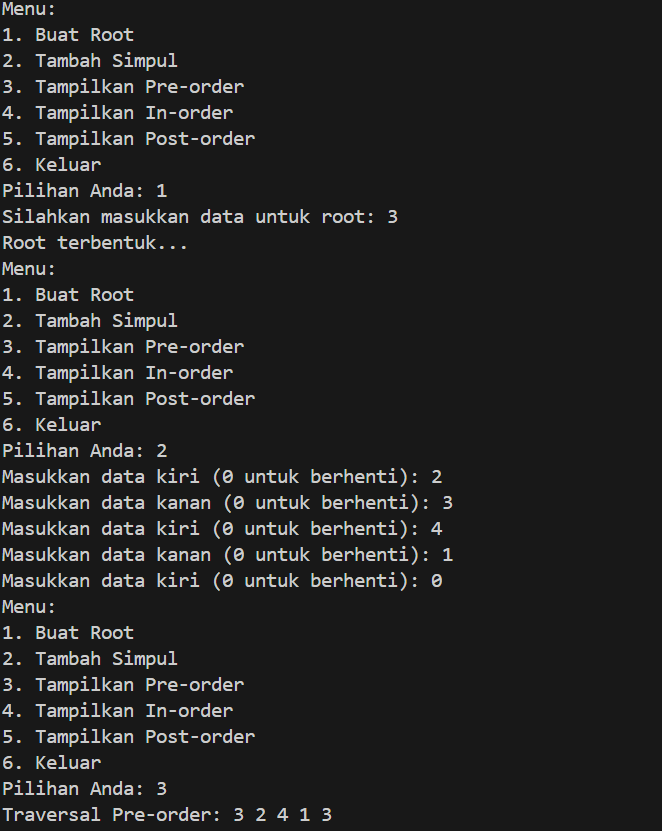 Menu:
1. Buat Root
2. Tambah Simpul
3. Tampilkan Pre-order
4. Tampilkan In-order
5. Tampilkan Post-order
6. Keluar
Pilihan Anda: 1
Silahkan masukkan data untuk root: 3
Root terbentuk...
Menu:
1. Buat Root
2. Tambah Simpul
3. Tampilkan Pre-order
4. Tampilkan In-order
5. Tampilkan Post-order
6. Keluar
Pilihan Anda: 2
Masukkan data kiri (0 untuk berhenti): 2
Masukkan data kanan (0 untuk berhenti): 3
Masukkan data kiri (0 untuk berhenti): 4
Masukkan data kanan (0 untuk berhenti): 1
Masukkan data kiri (0 untuk berhenti): 0
Menu:
1. Buat Root
2. Tambah Simpul
3. Tampilkan Pre-order
4. Tampilkan In-order
5. Tampilkan Post-order
6. Keluar
Pilihan Anda: 3
Traversal Pre-order: 3 2 4 1 3